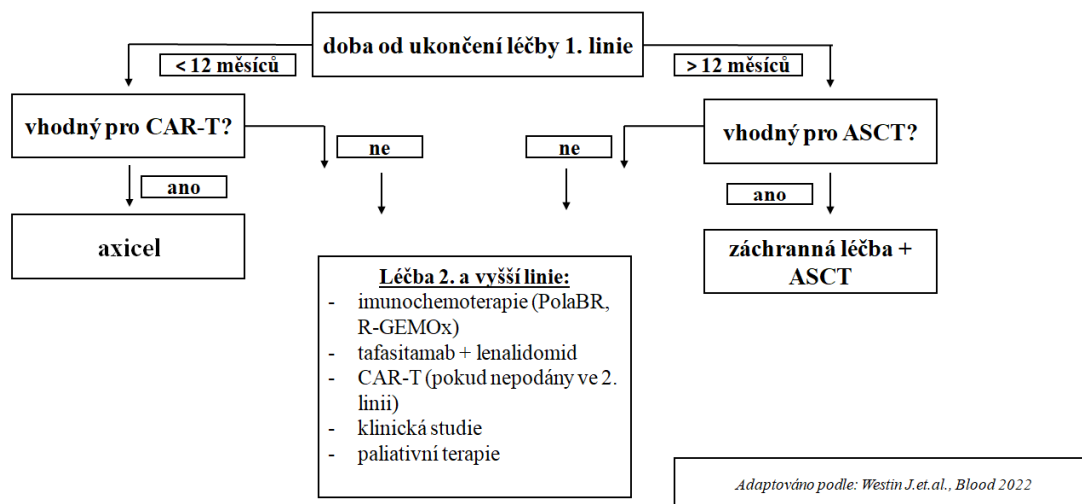 doba od ukončení léčby 1. linie
< 12 měsíců
> 12 měsíců
vhodný pro CAR-T?
vhodný pro ASCT?
ne
ne
ano
ano
axicel
záchranná léčba +
ASCT
Léčba 2. a vyšší linie:
- imunochemoterapie (PolaBR,
R-GEMOx)
- tafasitamab + lenalidomid
- CAR-T (pokud nepodány ve 2.
linii)
- klinická studie
- paliativní terapie
Adaptováno podle: Westin J.et.al., Blood 2022